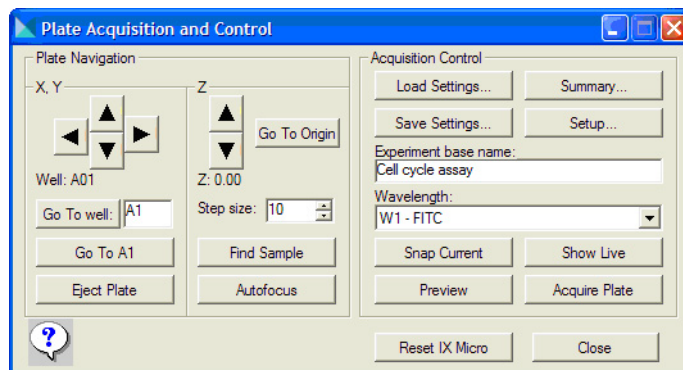 Plate Acquisition and Control
Plate Navigation
X, Y
Z
Go To Origin
Well: A01
Z: 0.00
Go To well:
A1
Step size:
10
Go To A1
Find Sample
Eject Plate
Autofocus
?
Acquisition Control
Load Settings...
Summary...
Save Settings...
Setup...
Experiment base name:
Cell cycle assay
Wavelength:
W1 - FITC
Snap Current
Show Live
Preview
Acquire Plate
Reset IX Micro
Close